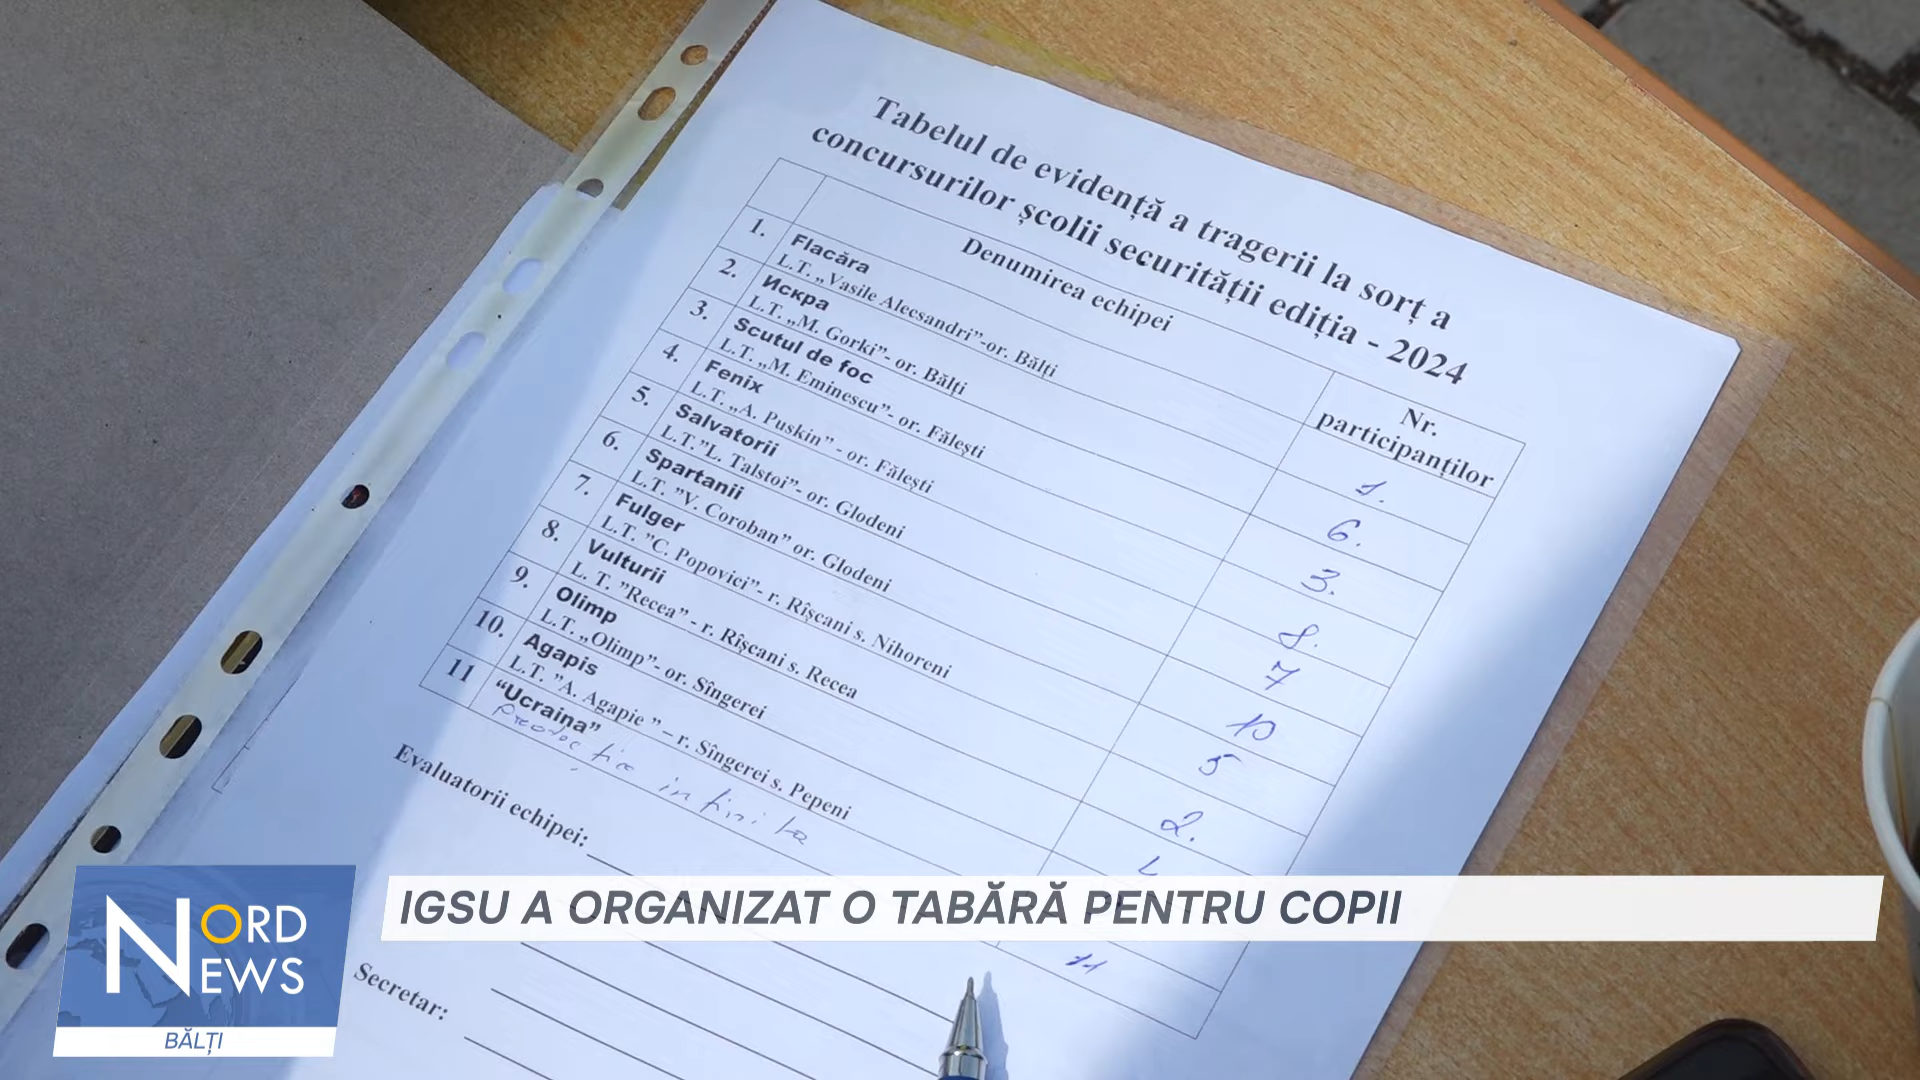 Tabelul de evidență a tragerii la sorț a
concursurilor școlii securității ediția - 2024
Denumirea echipei
Nr.
participanților
1. Flacăra
L.T. „Vasile Alecsandri”-or. Bălți
1.
2. Искра
L.T. „M. Gorki”- or. Bălți
6.
3. Scutul de foc
L.T. „M. Eminescu”- or. Fălești
3.
4. Fenix
L.T. „A. Puskin” - or. Fălești
8.
5. Salvatorii
L.T.”L. Talstoi”- or. Glodeni
7
6. Spartanii
L.T. ”V. Coroban” or. Glodeni
10
7. Fulger
L.T. ”C. Popovici”- r. Rîșcani s. Nihoreni
5
8. Vulturii
L. T. ”Recea” - r. Rîșcani s. Recea
2.
9. Olimp
L.T. „Olimp”- or. Sîngerei
10. Agapis
L.T. ”A. Agapie ” – r. Sîngerei s. Pepeni
11 “Ucraina”
11
Evaluatorii echipei:
Secretar:
IGSU A ORGANIZAT O TABĂRĂ PENTRU COPII
NORD
NEWS
BĂLȚI